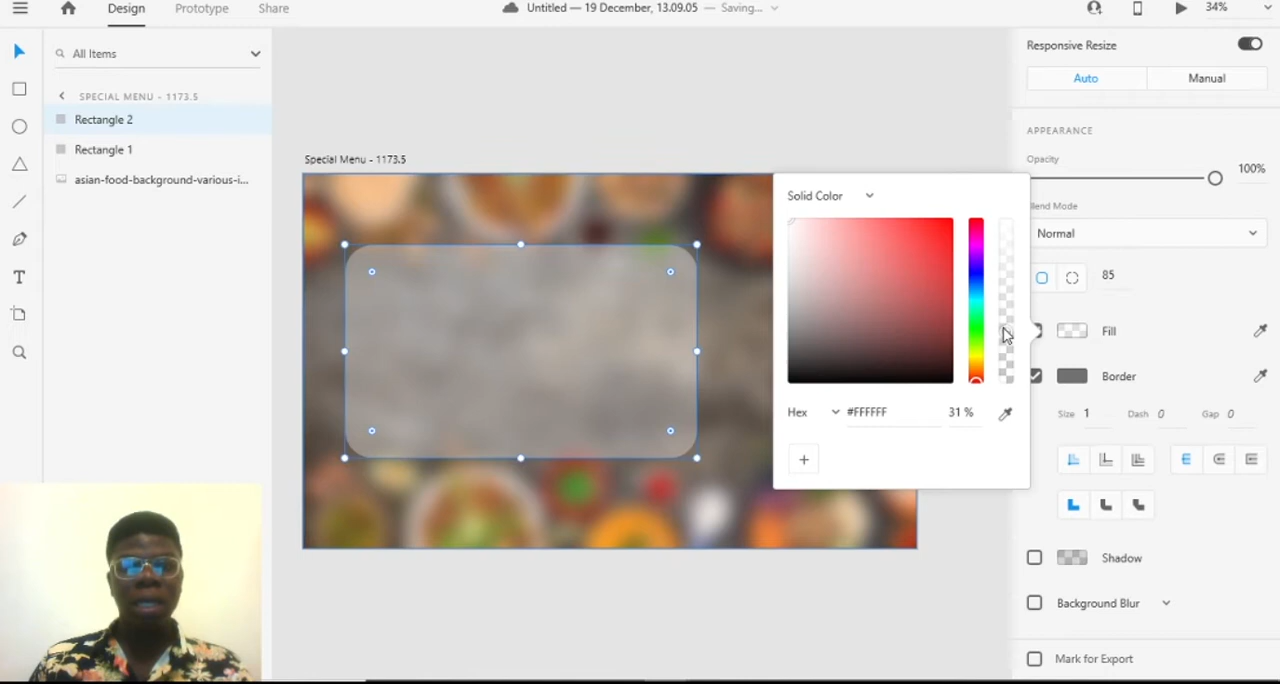 Design Prototype Share Untitled — 19 December, 13.09.05 — Saving... 34%
All Items
SPECIAL MENU - 1173.5
Rectangle 2
Rectangle 1
asian-food-background-various-i...
T
Special Menu - 1173.5
Solid Color
Hex #FFFFFF 31 %
+
Responsive Resize
Auto Manual
APPEARANCE
Opacity
100%
lend Mode
Normal
85
Fill
Border
Size 1 Dash 0 Gap 0
Shadow
Background Blur
Mark for Export